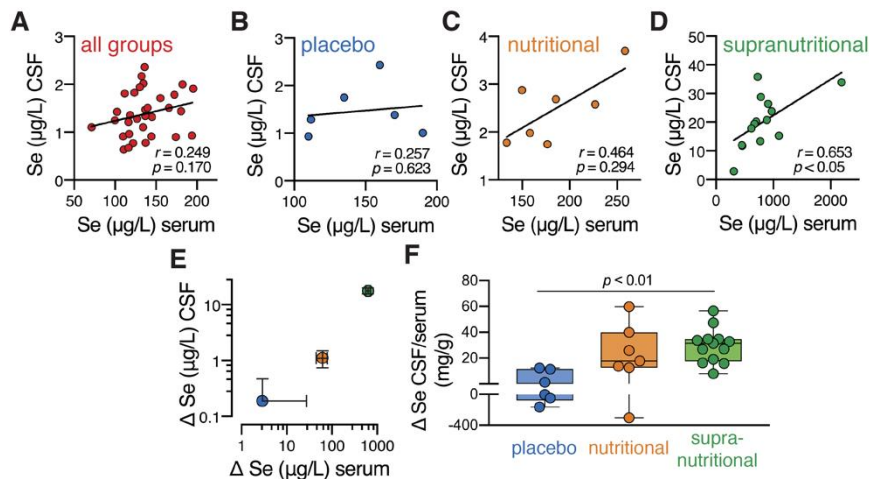 A
all groups
Se (µg/L) CSF
3
2
1
0
50
100
150
200
Se (µg/L) serum
r = 0.249
p = 0.170
B
placebo
Se (µg/L) CSF
3
2
1
0
100
150
200
Se (µg/L) serum
r = 0.257
p = 0.623
C
nutritional
Se (µg/L) CSF
4
3
2
1
150
200
250
Se (µg/L) serum
r = 0.464
p = 0.294
D
supranutritional
Se (µg/L) CSF
50
40
30
20
10
0
0
1000
2000
Se (µg/L) serum
r = 0.653
p < 0.05
E
Δ Se (µg/L) CSF
10
1
0.1
1
10
100
1000
Δ Se (µg/L) serum
F
Δ Se CSF/serum
(mg/g)
80
60
40
20
0
-400
p < 0.01
placebo
nutritional
supra-
nutritional